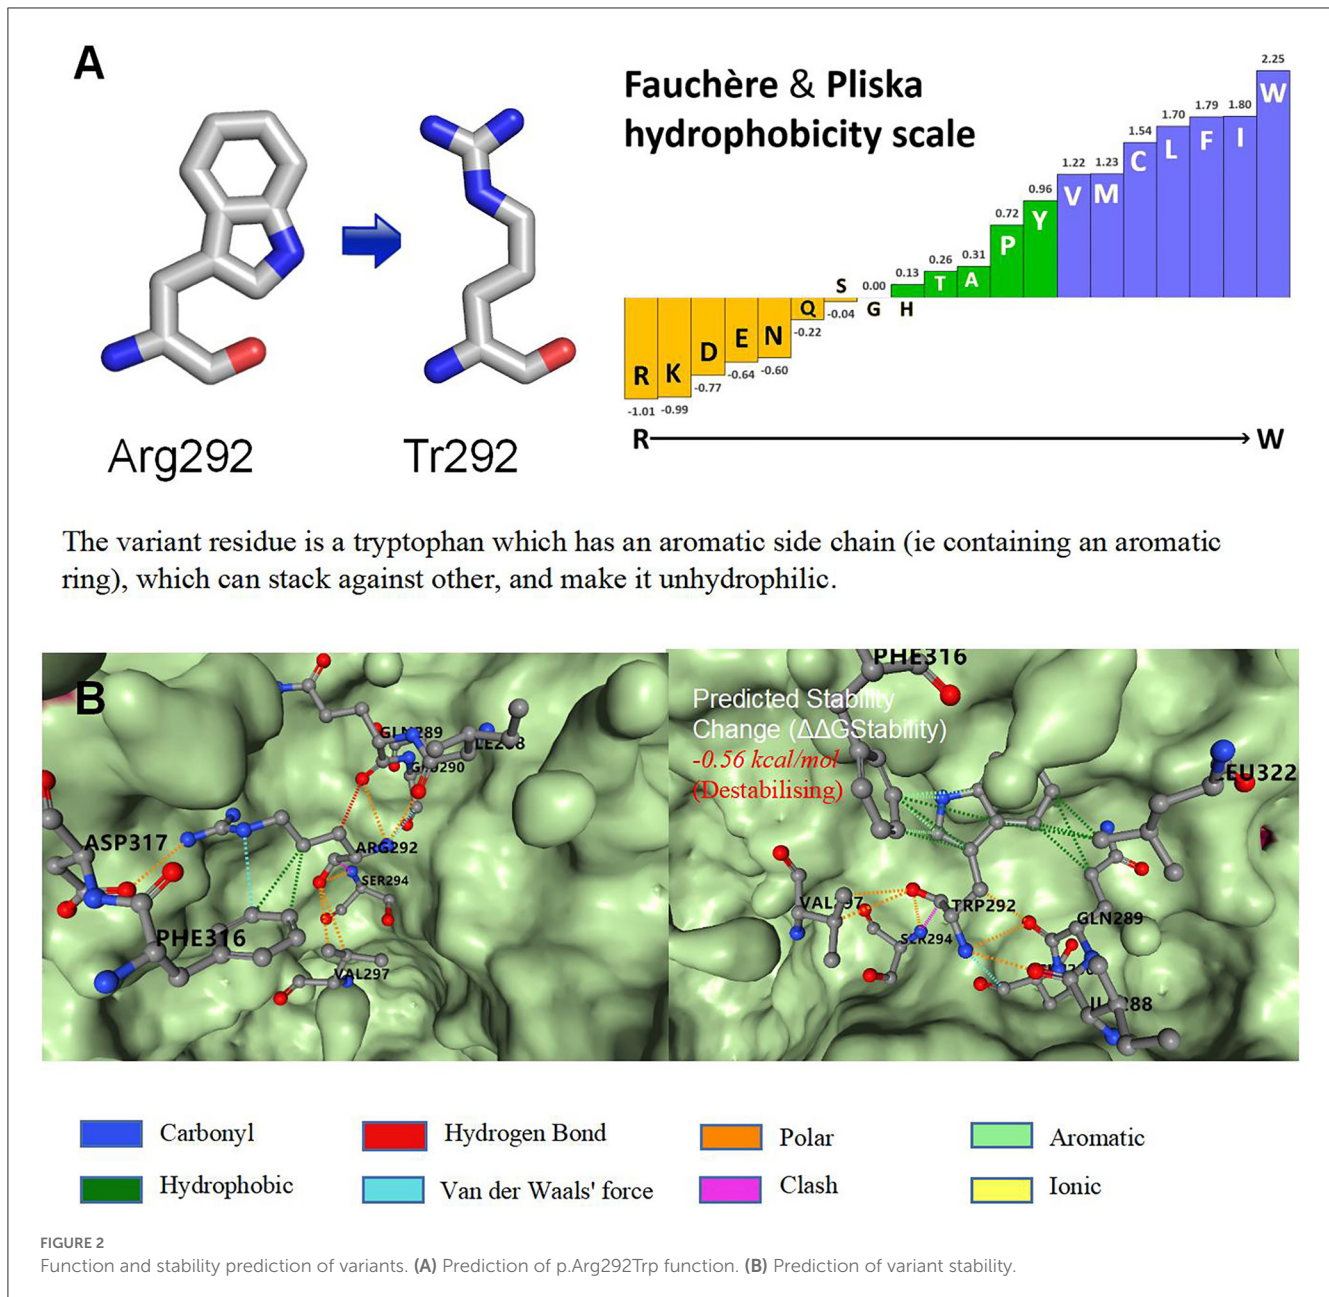 A
Fauchère & Pliska
hydrophobicity scale
2.25
W
1.80
I
1.79
F
1.70
L
1.54
C
1.23
M
1.22
V
0.96
Y
0.72
P
0.31
A
0.26
T
0.13
H
0.00
G
S
-0.04
Q
-0.22
N
-0.60
E
-0.64
D
-0.77
K
-0.99
R
-1.01
R W
Arg292
Tr292
The variant residue is a tryptophan which has an aromatic side chain (ie containing an aromatic
ring), which can stack against other, and make it unhydrophilic.
B
GLN289
ASP317
ARG292
SER294
PHE316
VAL297
PHE316
Predicted Stability
Change (ΔΔGStability)
-0.56 kcal/mol
(Destabilising)
EU322
TRP292
GLN289
SER294
Carbonyl
Hydrogen Bond
Polar
Aromatic
Hydrophobic
Van der Waals' force
Clash
Ionic
FIGURE 2
Function and stability prediction of variants. (A) Prediction of p.Arg292Trp function. (B) Prediction of variant stability.